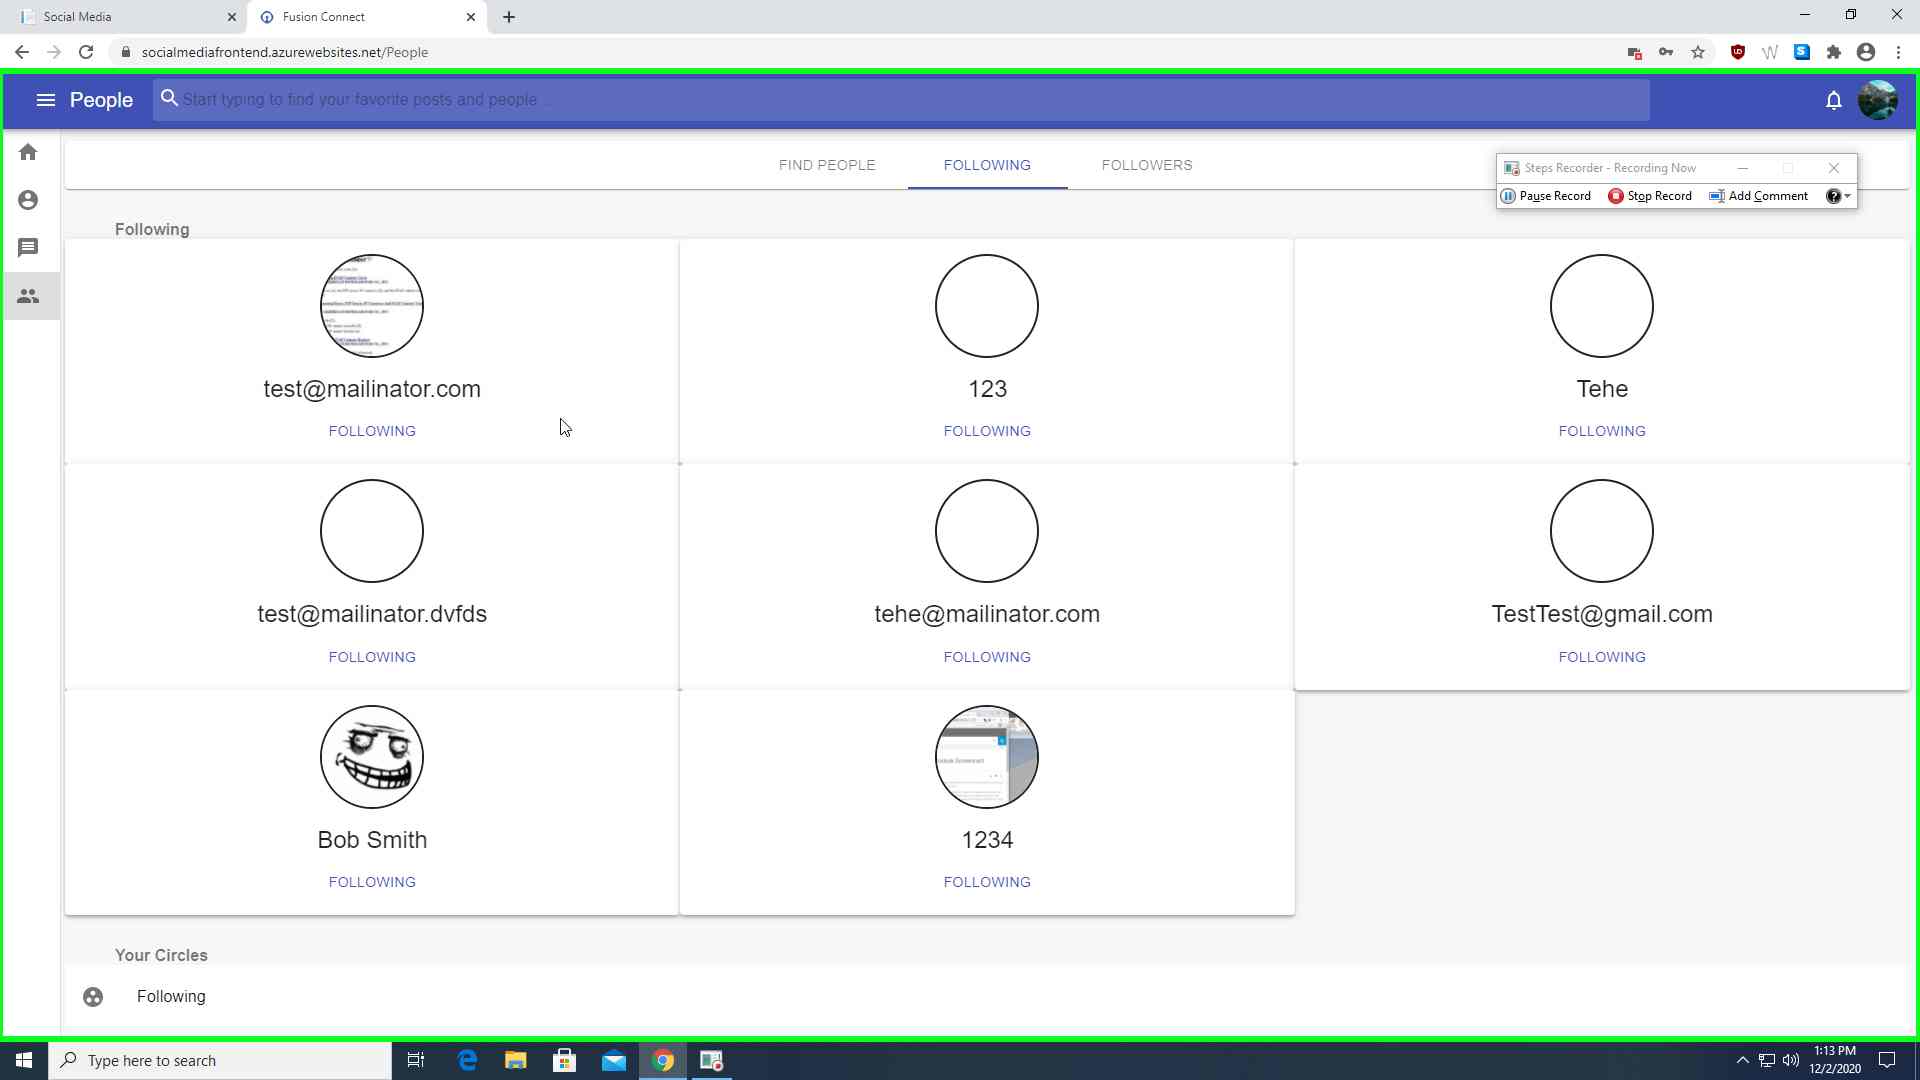 Social Media
Fusion Connect
socialmediafrontend.azurewebsites.net/People
People
Start typing to find your favorite posts and people ...
FIND PEOPLE
FOLLOWING
FOLLOWERS
Steps Recorder - Recording Now
Pause Record
Stop Record
Add Comment
Following
test@mailinator.com
FOLLOWING
123
FOLLOWING
Tehe
FOLLOWING
test@mailinator.dvfds
FOLLOWING
tehe@mailinator.com
FOLLOWING
TestTest@gmail.com
FOLLOWING
Bob Smith
FOLLOWING
1234
FOLLOWING
Your Circles
Following
Type here to search
1:13 PM
12/2/2020